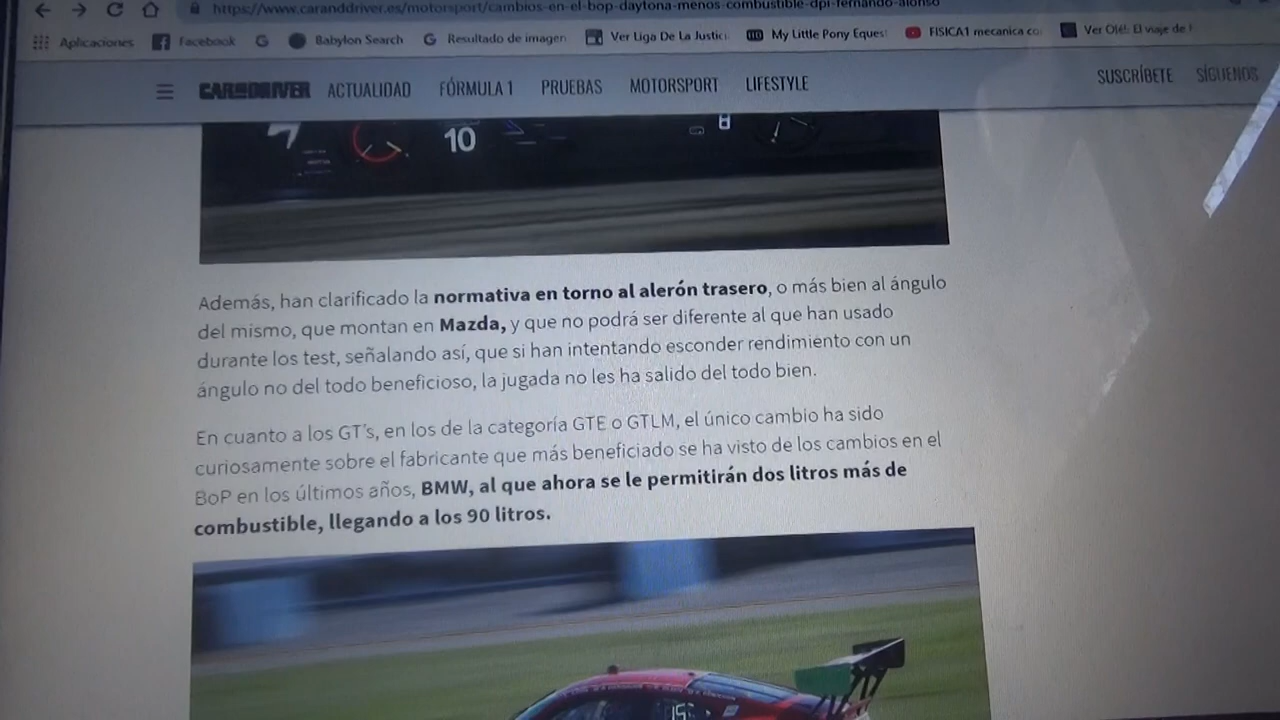 https://www.caranddriver.es/motorsport/cambios-en-el-bop-daytona-menos-combustible-dpi-fernando-alonso
Aplicaciones Facebook Babylon Search Resultado de imagen Ver Liga De La Justic My Little Pony Eques FISICA1 mecanica co Ver Olé!: El viaje de
CAR AND DRIVER ACTUALIDAD FÓRMULA 1 PRUEBAS MOTORSPORT LIFESTYLE SUSCRÍBETE SÍGUENOS
10
Además, han clarificado la normativa en torno al alerón trasero, o más bien al ángulo
del mismo, que montan en Mazda, y que no podrá ser diferente al que han usado
durante los test, señalando así, que si han intentando esconder rendimiento con un
ángulo no del todo beneficioso, la jugada no les ha salido del todo bien.
En cuanto a los GT's, en los de la categoría GTE o GTLM, el único cambio ha sido
curiosamente sobre el fabricante que más beneficiado se ha visto de los cambios en el
BoP en los últimos años, BMW, al que ahora se le permitirán dos litros más de
combustible, llegando a los 90 litros.